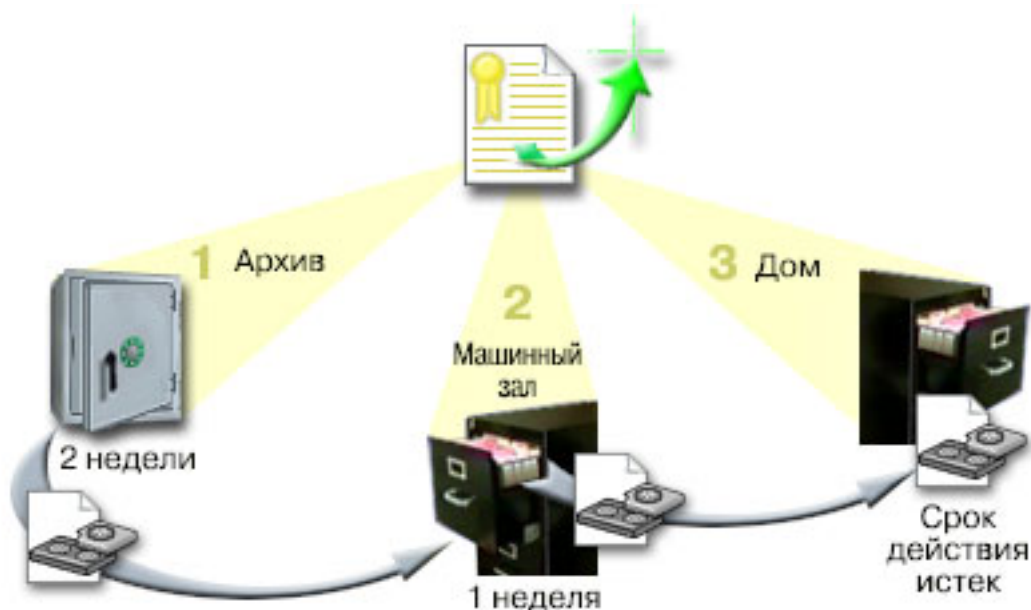 1 Архив
2 недели
2
Машинный
зал
1 неделя
3 Дом
Срок
действия
истек